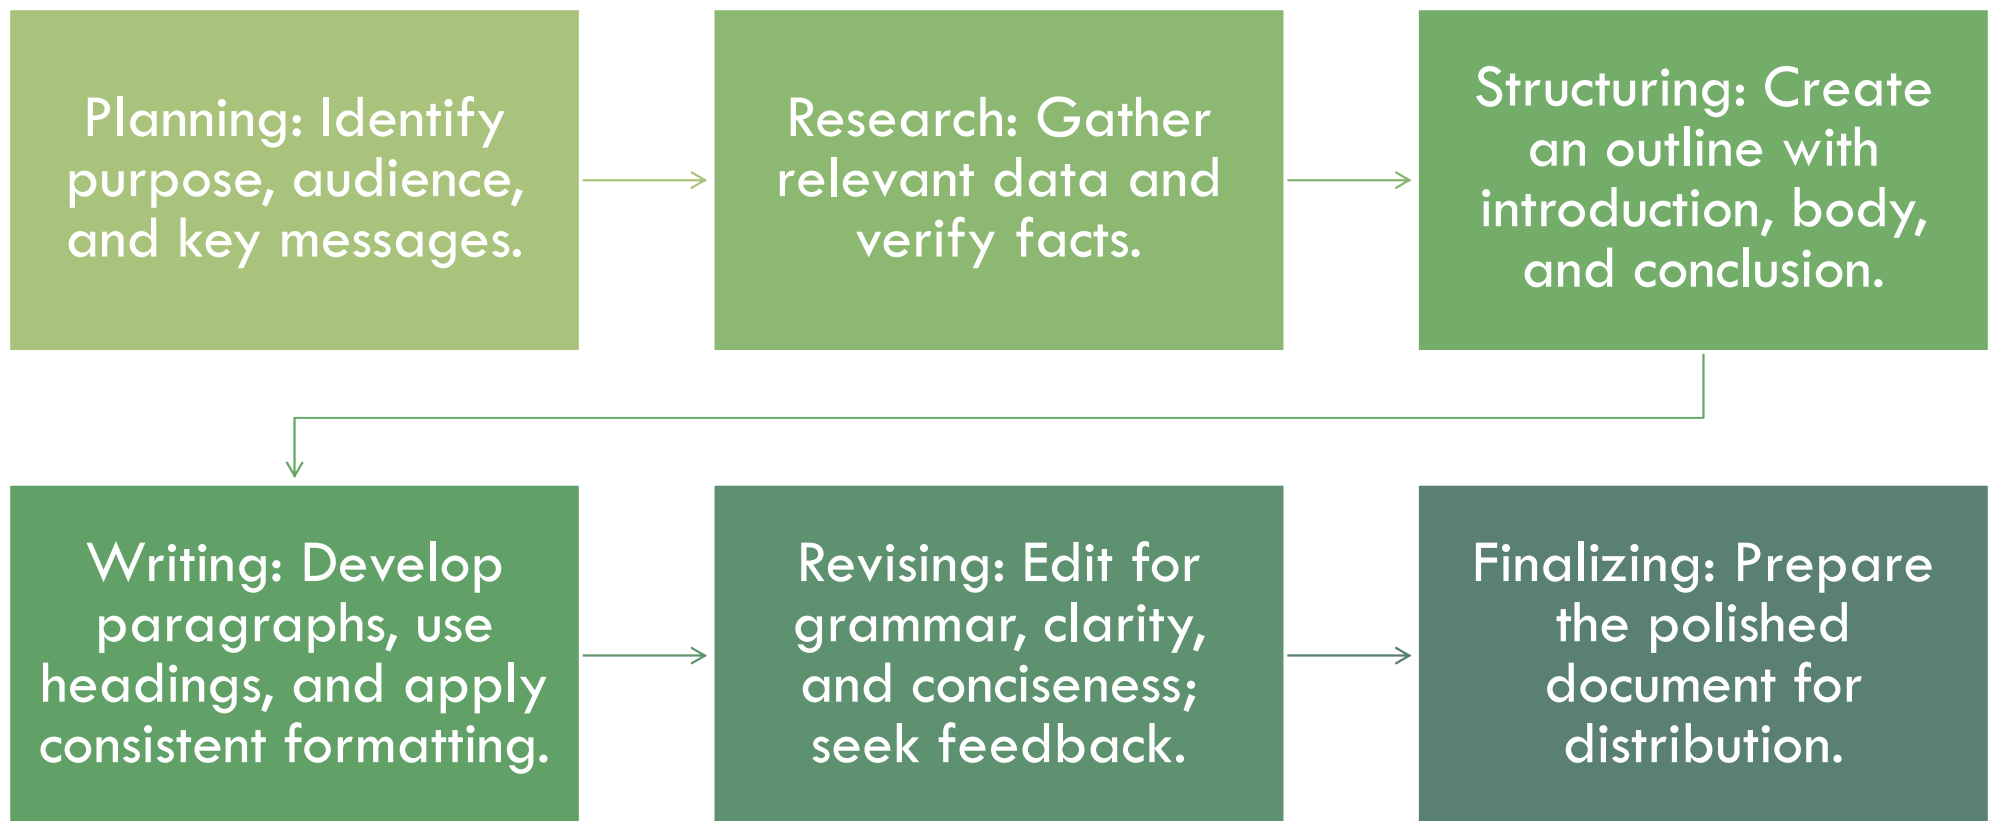 Planning: Identify
purpose, audience,
and key messages.
Research: Gather
relevant data and
verify facts.
Structuring: Create
an outline with
introduction, body,
and conclusion.
Writing: Develop
paragraphs, use
headings, and apply
consistent formatting.
Revising: Edit for
grammar, clarity,
and conciseness;
seek feedback.
Finalizing: Prepare
the polished
document for
distribution.